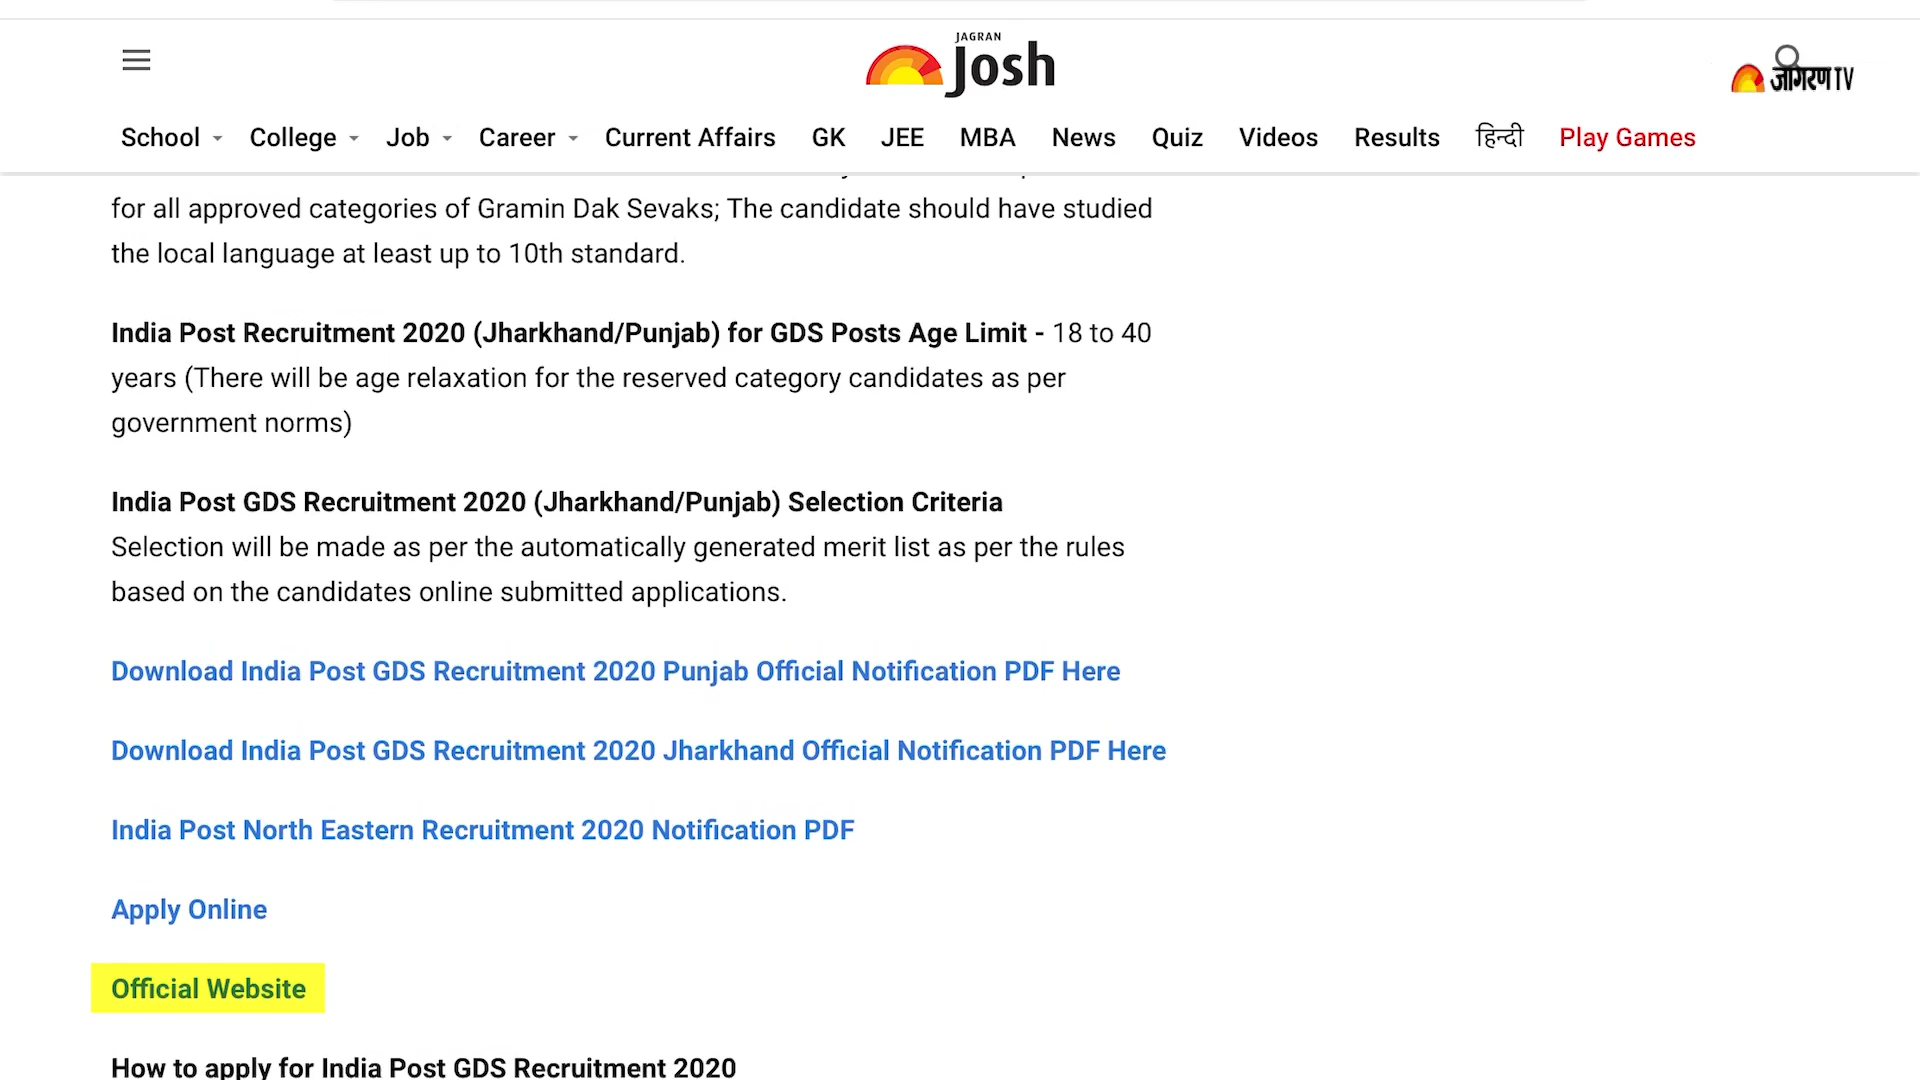 JAGRAN
Josh
जागरण TV
School College Job Career Current Affairs GK JEE MBA News Quiz Videos Results हिन्दी Play Games
for all approved categories of Gramin Dak Sevaks; The candidate should have studied
the local language at least up to 10th standard.
India Post Recruitment 2020 (Jharkhand/Punjab) for GDS Posts Age Limit - 18 to 40
years (There will be age relaxation for the reserved category candidates as per
government norms)
India Post GDS Recruitment 2020 (Jharkhand/Punjab) Selection Criteria
Selection will be made as per the automatically generated merit list as per the rules
based on the candidates online submitted applications.
Download India Post GDS Recruitment 2020 Punjab Official Notification PDF Here
Download India Post GDS Recruitment 2020 Jharkhand Official Notification PDF Here
India Post North Eastern Recruitment 2020 Notification PDF
Apply Online
Official Website
How to apply for India Post GDS Recruitment 2020